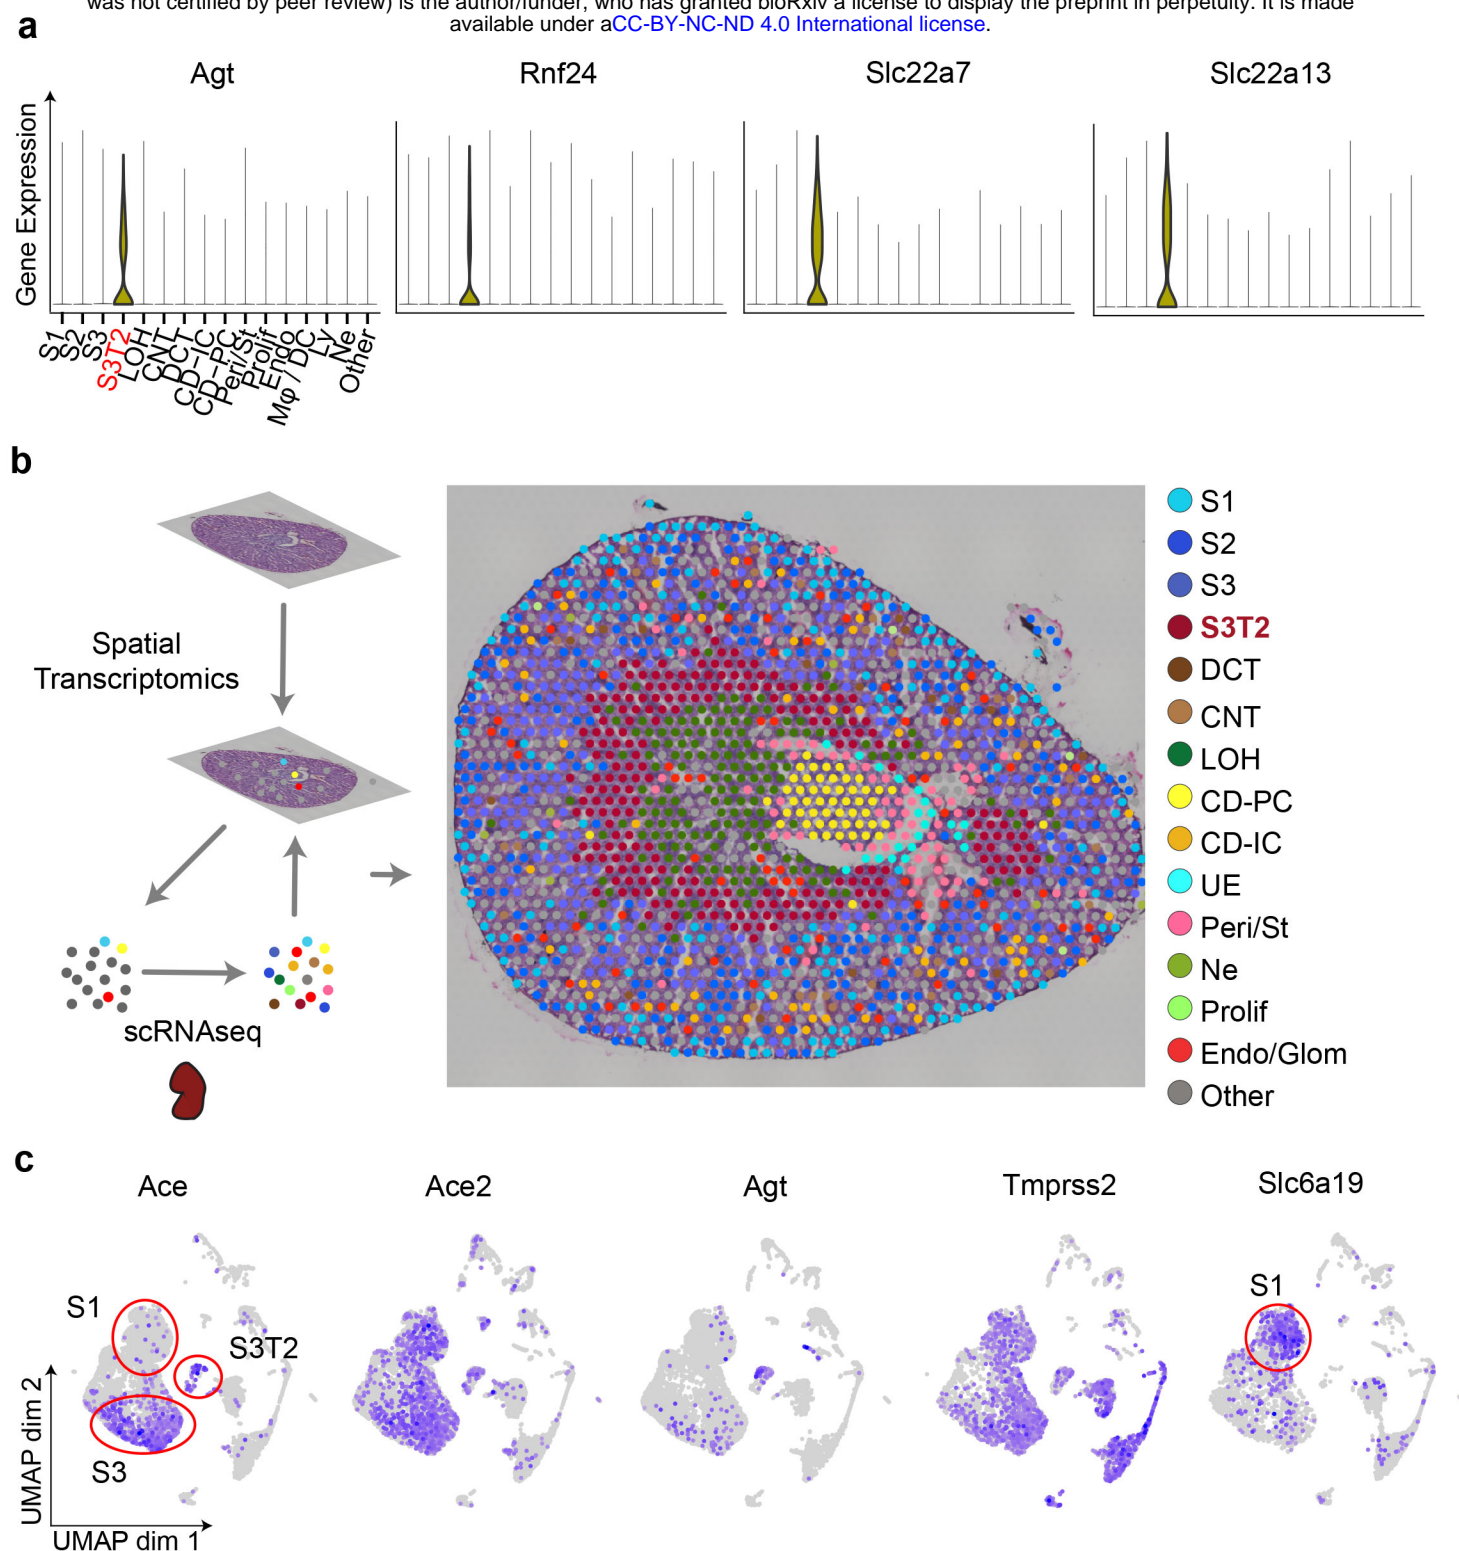 was not certified by peer review) is the author/funder, who has granted bioRxiv a license to display the preprint in perpetuity. It is made
available under aCC-BY-NC-ND 4.0 International license.
a
Agt
Rnf24
Slc22a7
Slc22a13
Gene Expression
S1
S2
S3
S3T2
LOH
CNT
DCT
CD-IC
CD-PC
Peri/St
Prolif
Endo
Mφ / DC
Ly
Ne
Other
b
Spatial
Transcriptomics
scRNAseq
S1
S2
S3
S3T2
DCT
CNT
LOH
CD-PC
CD-IC
UE
Peri/St
Ne
Prolif
Endo/Glom
Other
c
Ace
Ace2
Agt
Tmprss2
Slc6a19
S1
S3T2
S3
S1
UMAP dim 2
UMAP dim 1